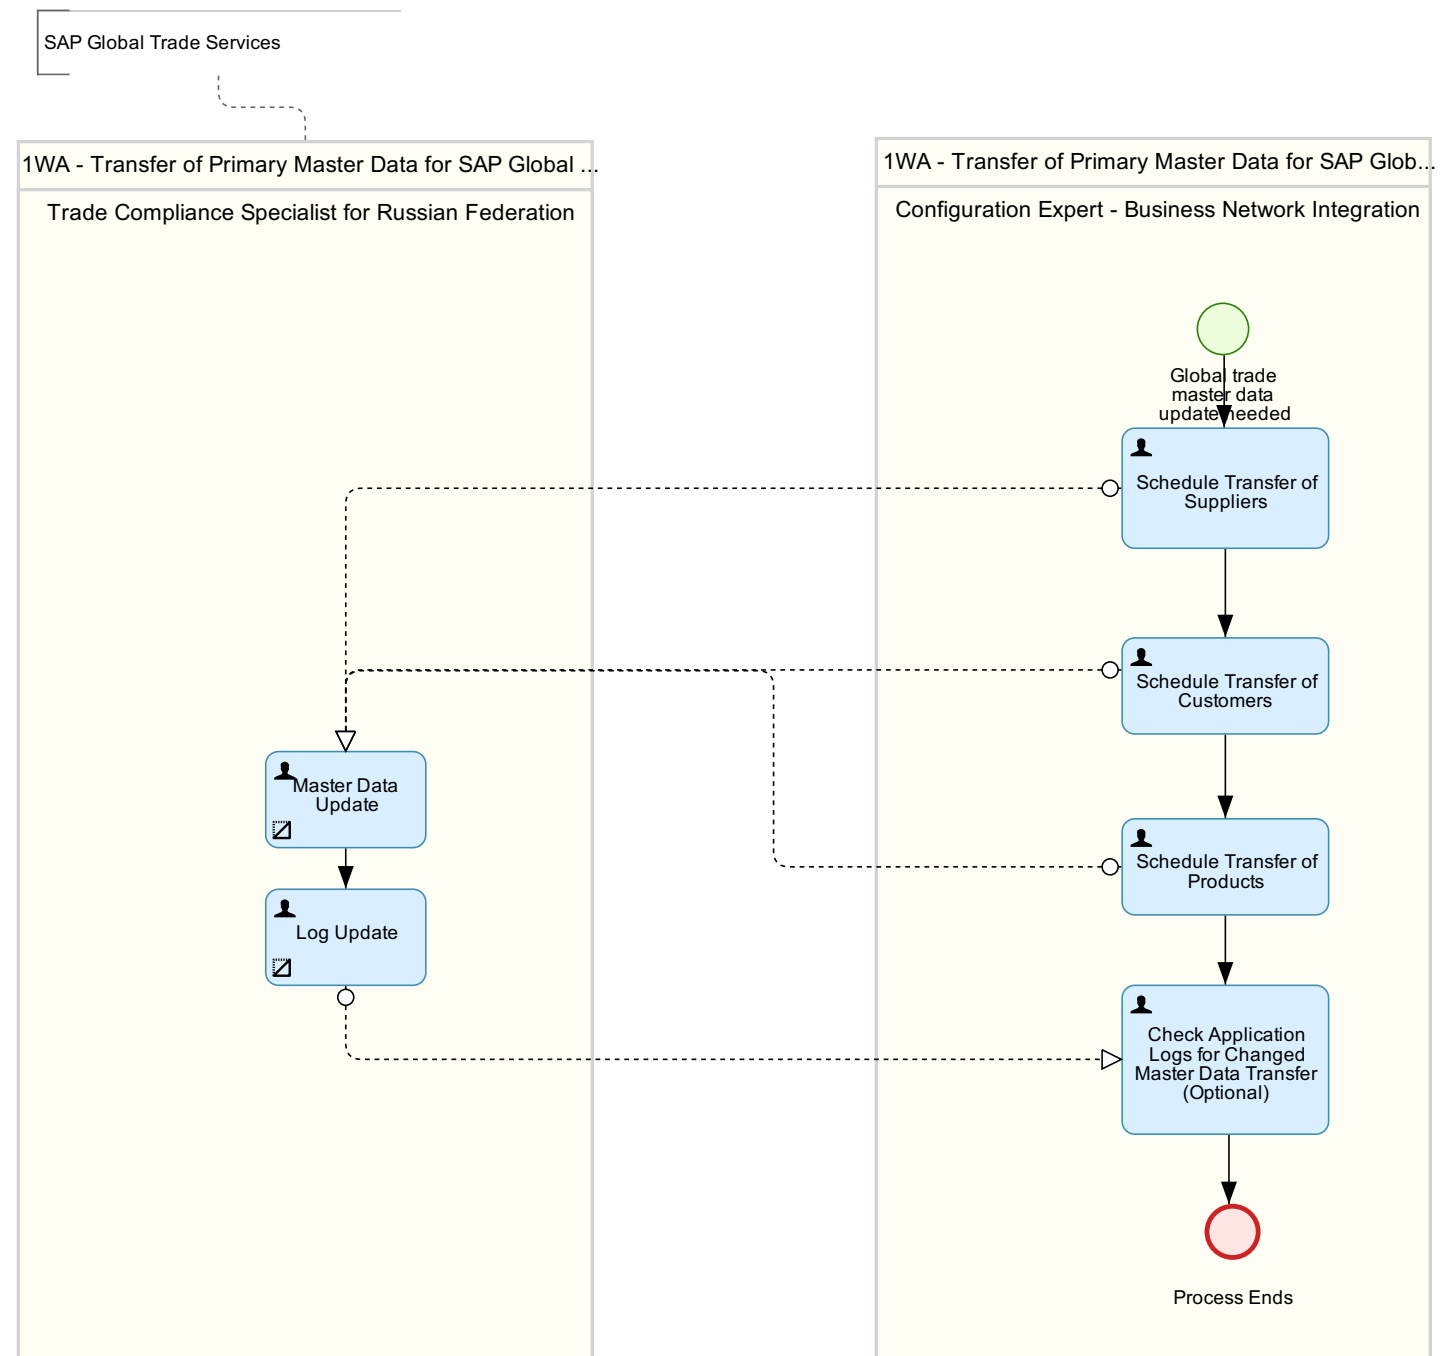 SAP Global Trade Services
1WA - Transfer of Primary Master Data for SAP Global ...
Trade Compliance Specialist for Russian Federation
Master Data
Update
Log Update
1WA - Transfer of Primary Master Data for SAP Glob...
Configuration Expert - Business Network Integration
Global trade
master data
update needed
Schedule Transfer of
Suppliers
Schedule Transfer of
Customers
Schedule Transfer of
Products
Check Application
Logs for Changed
Master Data Transfer
(Optional)
Process Ends